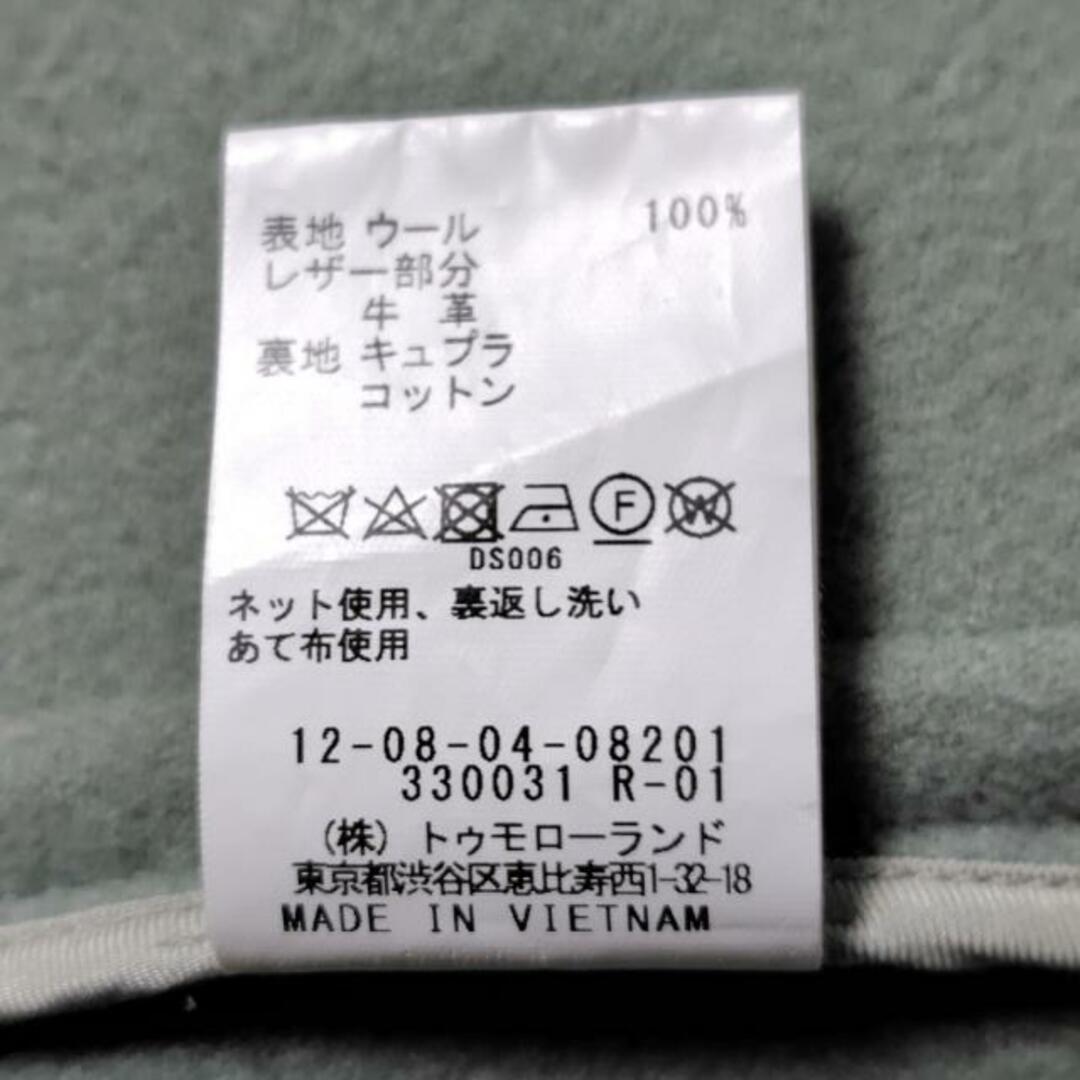 表地 ウール 100%
レザー部分
牛 革
裏地 キュプラ
コットン
F W
DS006
ネット使用、裏返し洗い
あて布使用
12-08-04-08201
330031 R-01
(株) トゥモローランド
東京都渋谷区恵比寿西1-32-18
MADE IN VIETNAM